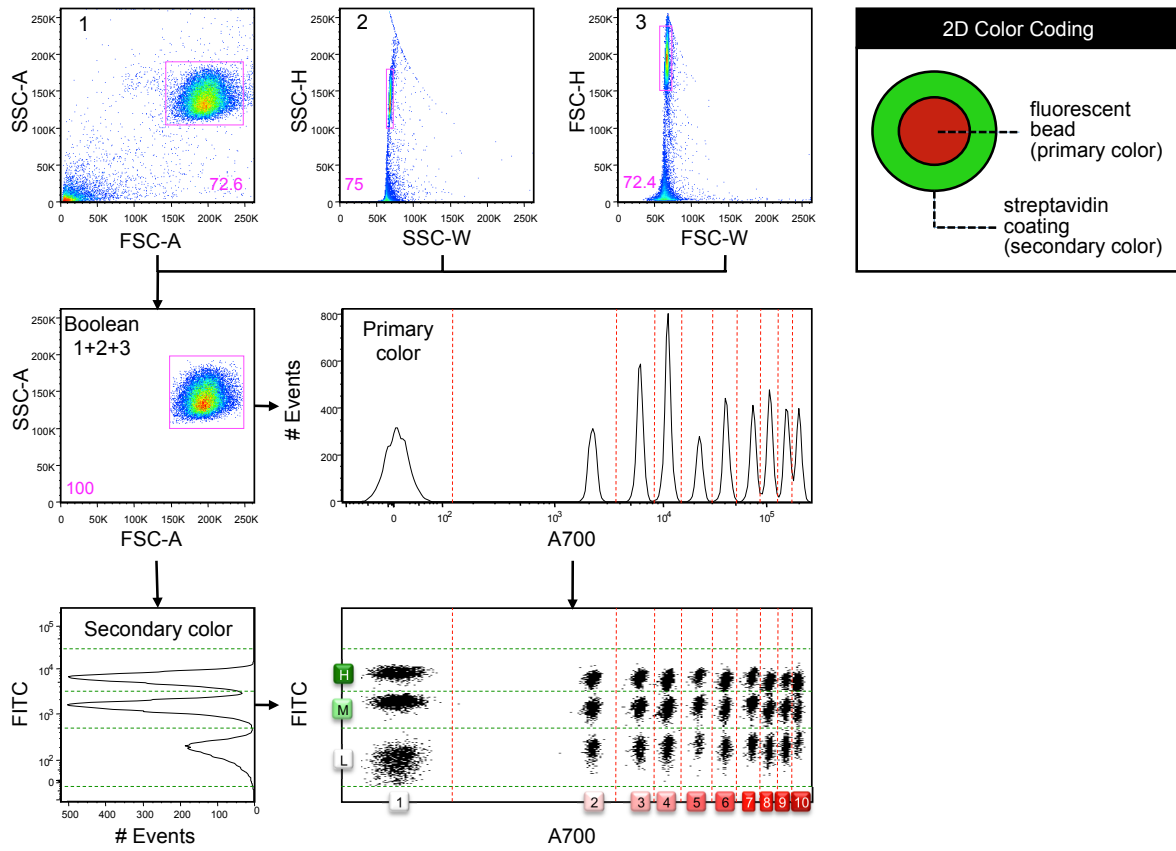 1
SSC-A
250K
200K
150K
100K
50K
0
72.6
0 50K 100K 150K 200K 250K
FSC-A
2
SSC-H
250K
200K
150K
100K
50K
0
75
0 50K 100K 150K 200K 250K
SSC-W
3
FSC-H
250K
200K
150K
100K
50K
0
72.4
0 50K 100K 150K 200K 250K
FSC-W
2D Color Coding
fluorescent
bead
(primary color)
streptavidin
coating
(secondary color)
Boolean
1+2+3
SSC-A
250K
200K
150K
100K
50K
0
100
0 50K 100K 150K 200K 250K
FSC-A
Primary
color
# Events
800
600
400
200
0
0 10² 10³ 10⁴ 10⁵
A700
Secondary color
FITC
10⁵
10⁴
10³
10²
0
500 400 300 200 100 0
# Events
FITC
H
M
L
1 2 3 4 5 6 7 8 9 10
A700